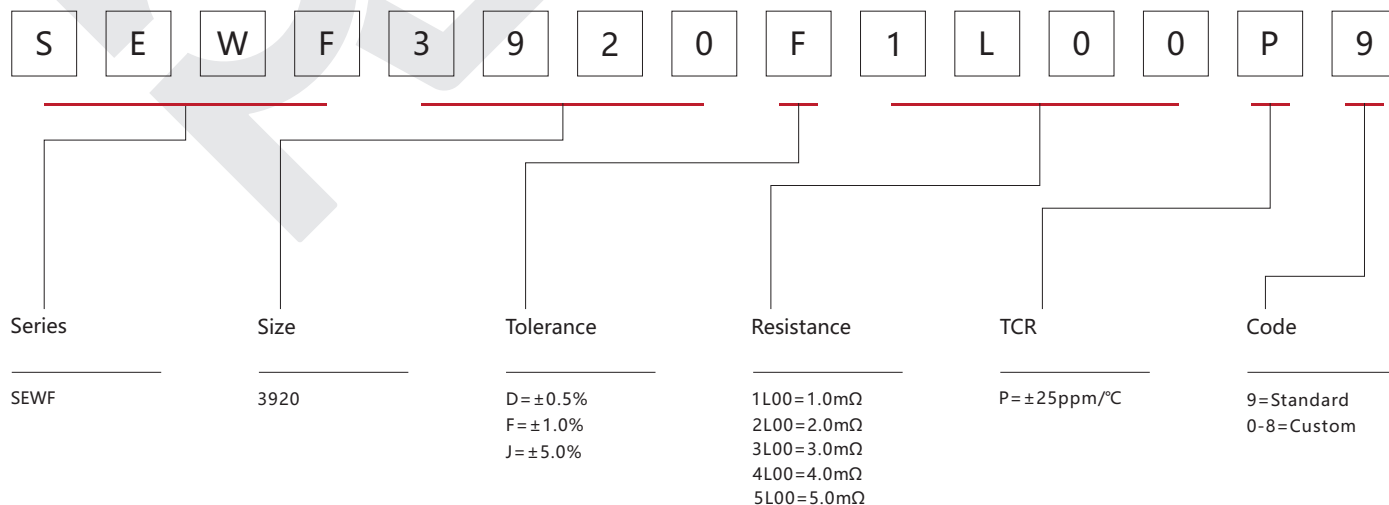 S E W F 3 9 2 0 F 1 L 0 0 P 9
Series Size Tolerance Resistance TCR Code
SEWF 3920 D=±0.5% 1L00=1.0mΩ P=±25ppm/℃ 9=Standard
F=±1.0% 2L00=2.0mΩ 0-8=Custom
J=±5.0% 3L00=3.0mΩ
4L00=4.0mΩ
5L00=5.0mΩ